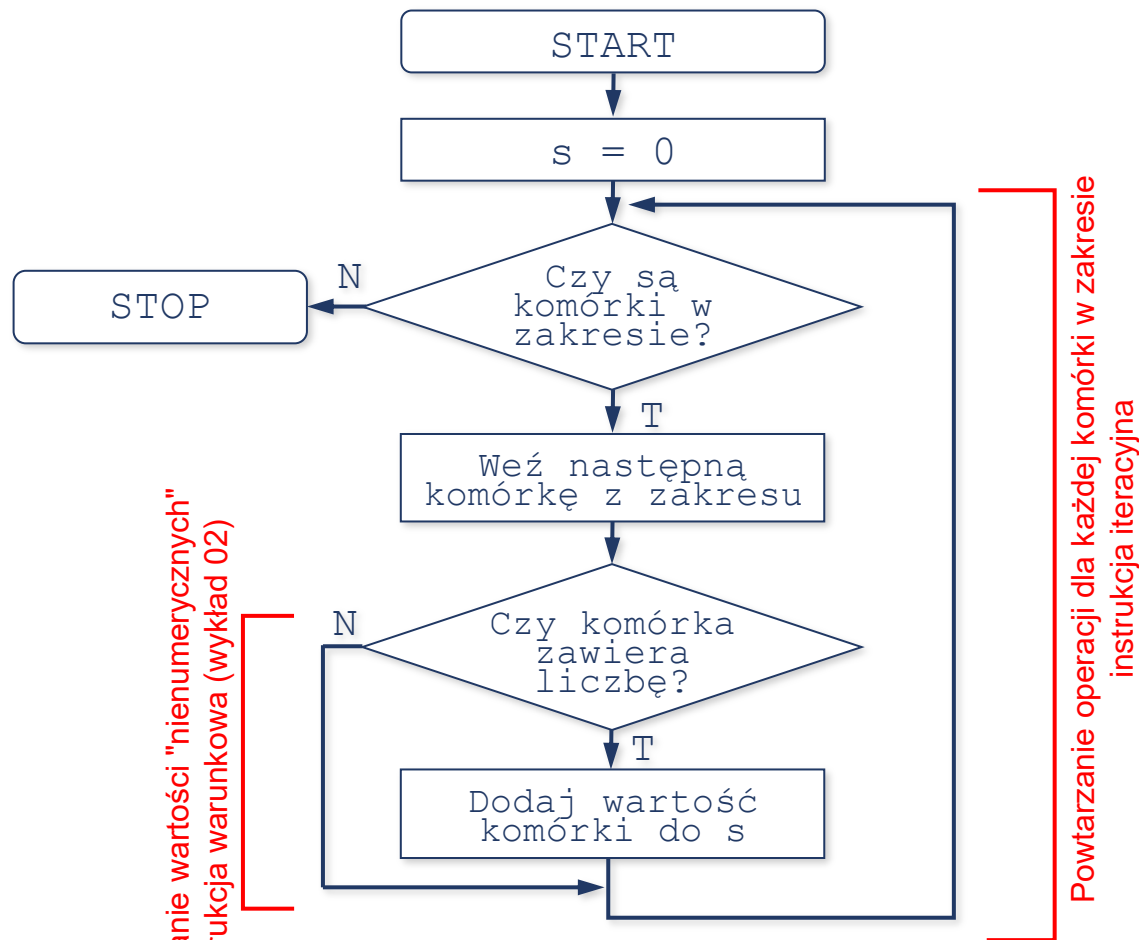 START
s = 0
Czy są
komórki w
zakresie?
N
STOP
T
Weź następną
komórkę z zakresu
Czy komórka
zawiera
liczbę?
N
T
Dodaj wartość
komórki do s
wartości "nienumerycznych"
warunkowa (wykład 02)
Powtarzanie operacji dla każdej komórki w zakresie
instrukcja iteracyjna